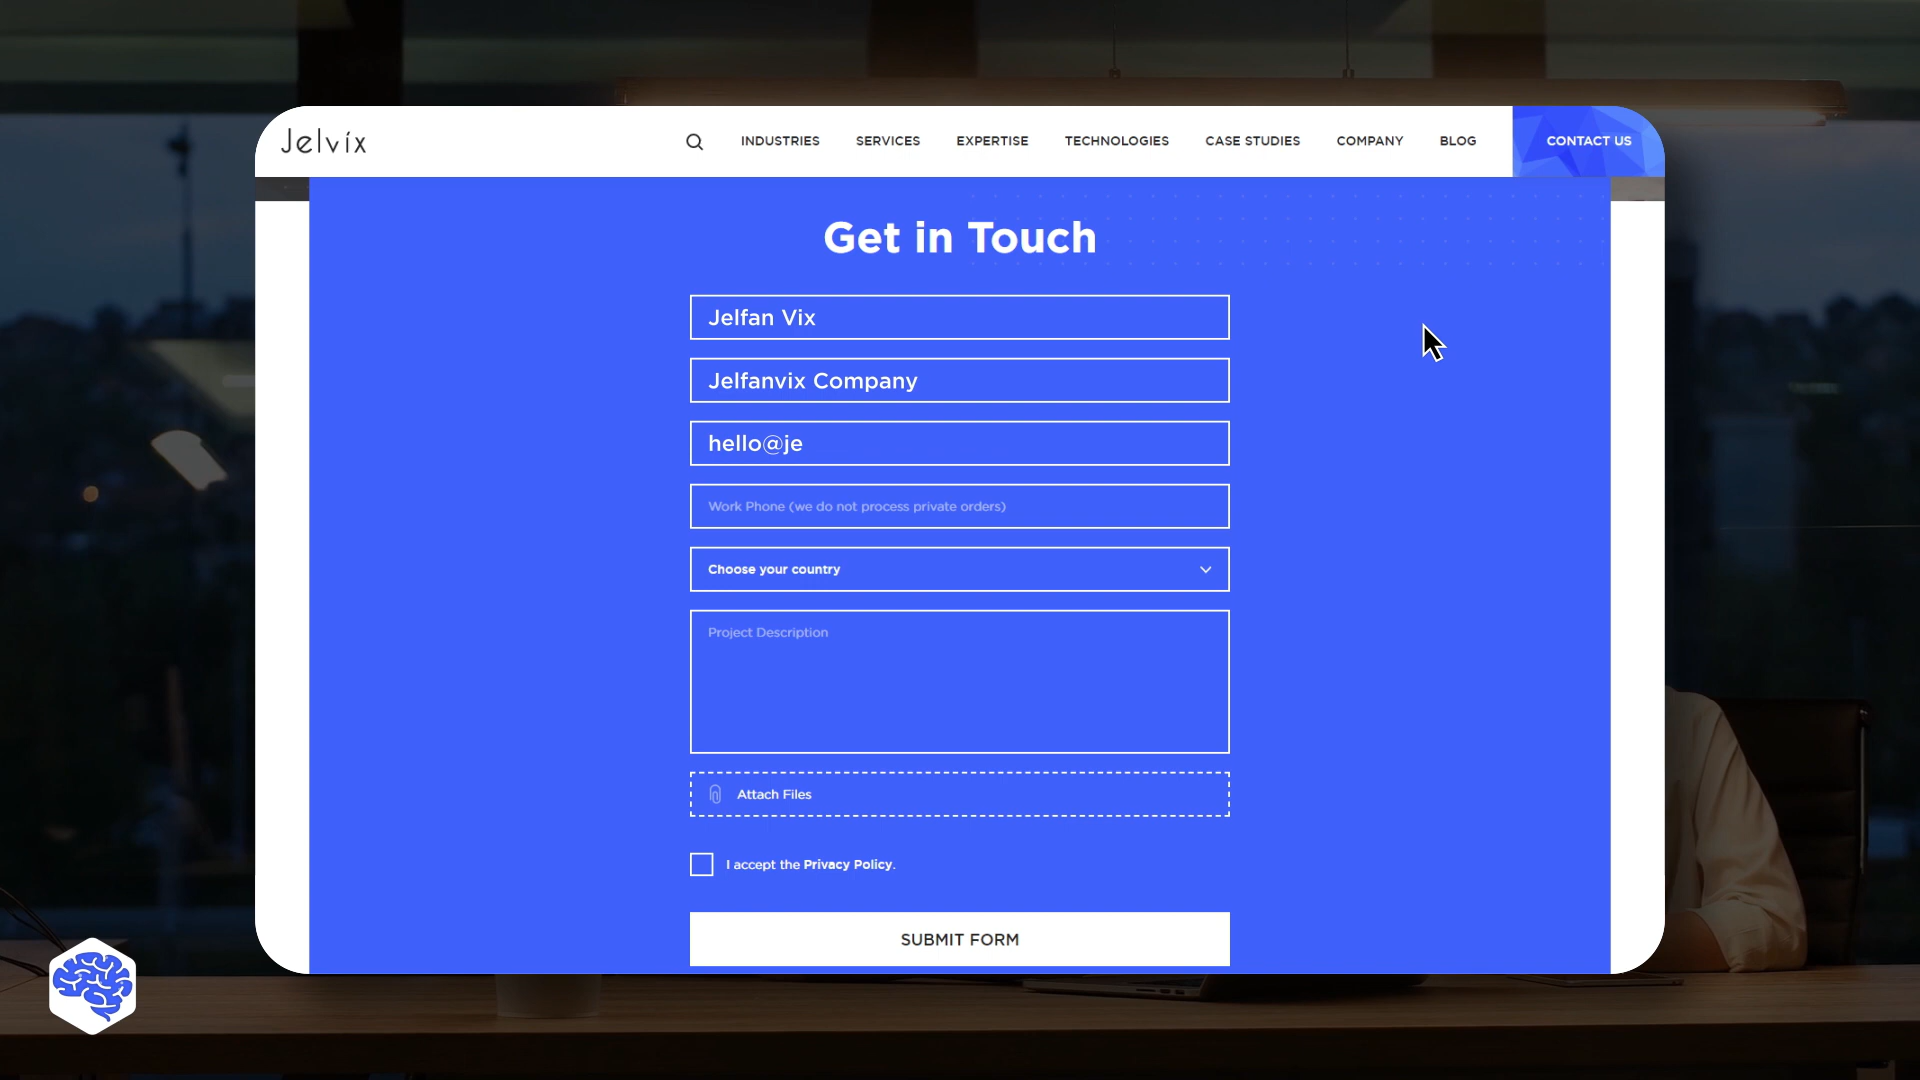 Jelvix
INDUSTRIES
SERVICES
EXPERTISE
TECHNOLOGIES
CASE STUDIES
COMPANY
BLOG
CONTACT US
Get in Touch
Jelfan Vix
Jelfanvix Company
hello@je
Work Phone (we do not process private orders)
Choose your country
Project Description
Attach Files
I accept the Privacy Policy.
SUBMIT FORM